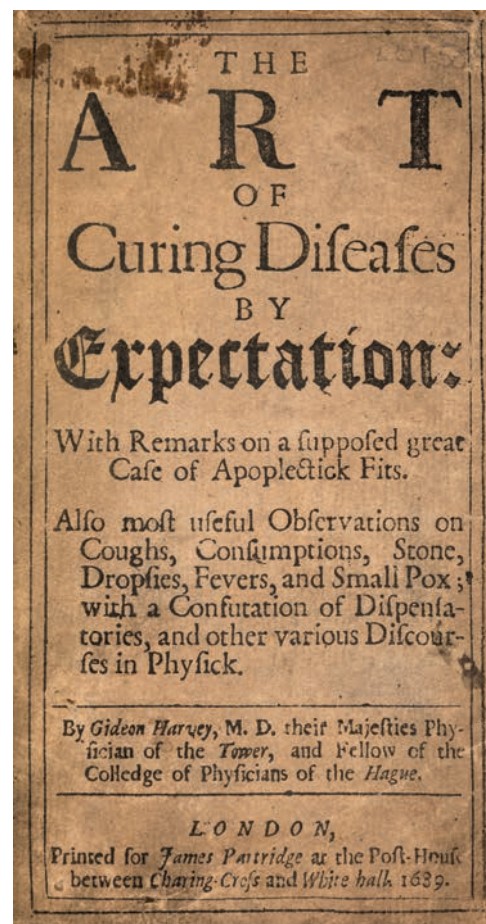 THE
ART
OF
Curing Diſeaſes
BY
Expectation:
With Remarks on a ſuppoſed great
Caſe of Apoplectick Fits.
Alſo moſt uſeful Obſervations on
Coughs, Conſumptions, Stone,
Dropſies, Fevers, and Small Pox;
with a Confutation of Diſpenſa-
tories, and other various Diſcour-
ſes in Phyſick.
By Gideon Harvey, M. D. their Majeſties Phy-
ſician of the Tower, and Fellow of the
Colledge of Phyſicians of the Hague.
LONDON,
Printed for James Partridge at the Poſt-Houſe
between Charing-Croſs and White hall. 1689.